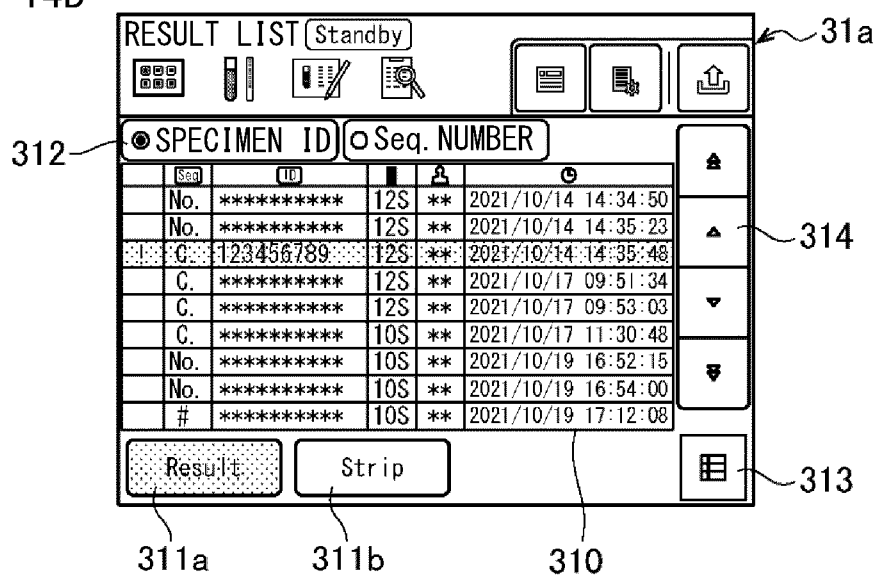 RESULT LIST Standby
31a
312
SPECIMEN ID Seq. NUMBER
Seq ID
No. ********** 12S ** 2021/10/14 14:34:50
No. ********** 12S ** 2021/10/14 14:35:23
! C. 123456789 12S ** 2021/10/14 14:35:48
C. ********** 12S ** 2021/10/17 09:51:34
C. ********** 12S ** 2021/10/17 09:53:03
C. ********** 10S ** 2021/10/17 11:30:48
No. ********** 10S ** 2021/10/19 16:52:15
No. ********** 10S ** 2021/10/19 16:54:00
# ********** 10S ** 2021/10/19 17:12:08
314
Result Strip
313
311a 311b 310